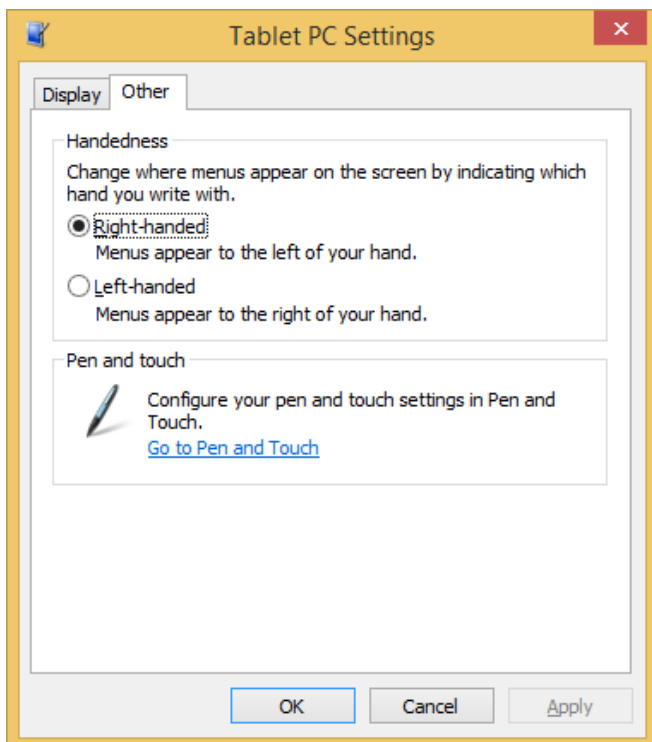 Tablet PC Settings
Display
Other
Handedness
Change where menus appear on the screen by indicating which
hand you write with.
Right-handed
Menus appear to the left of your hand.
Left-handed
Menus appear to the right of your hand.
Pen and touch
Configure your pen and touch settings in Pen and
Touch.
Go to Pen and Touch
OK
Cancel
Apply